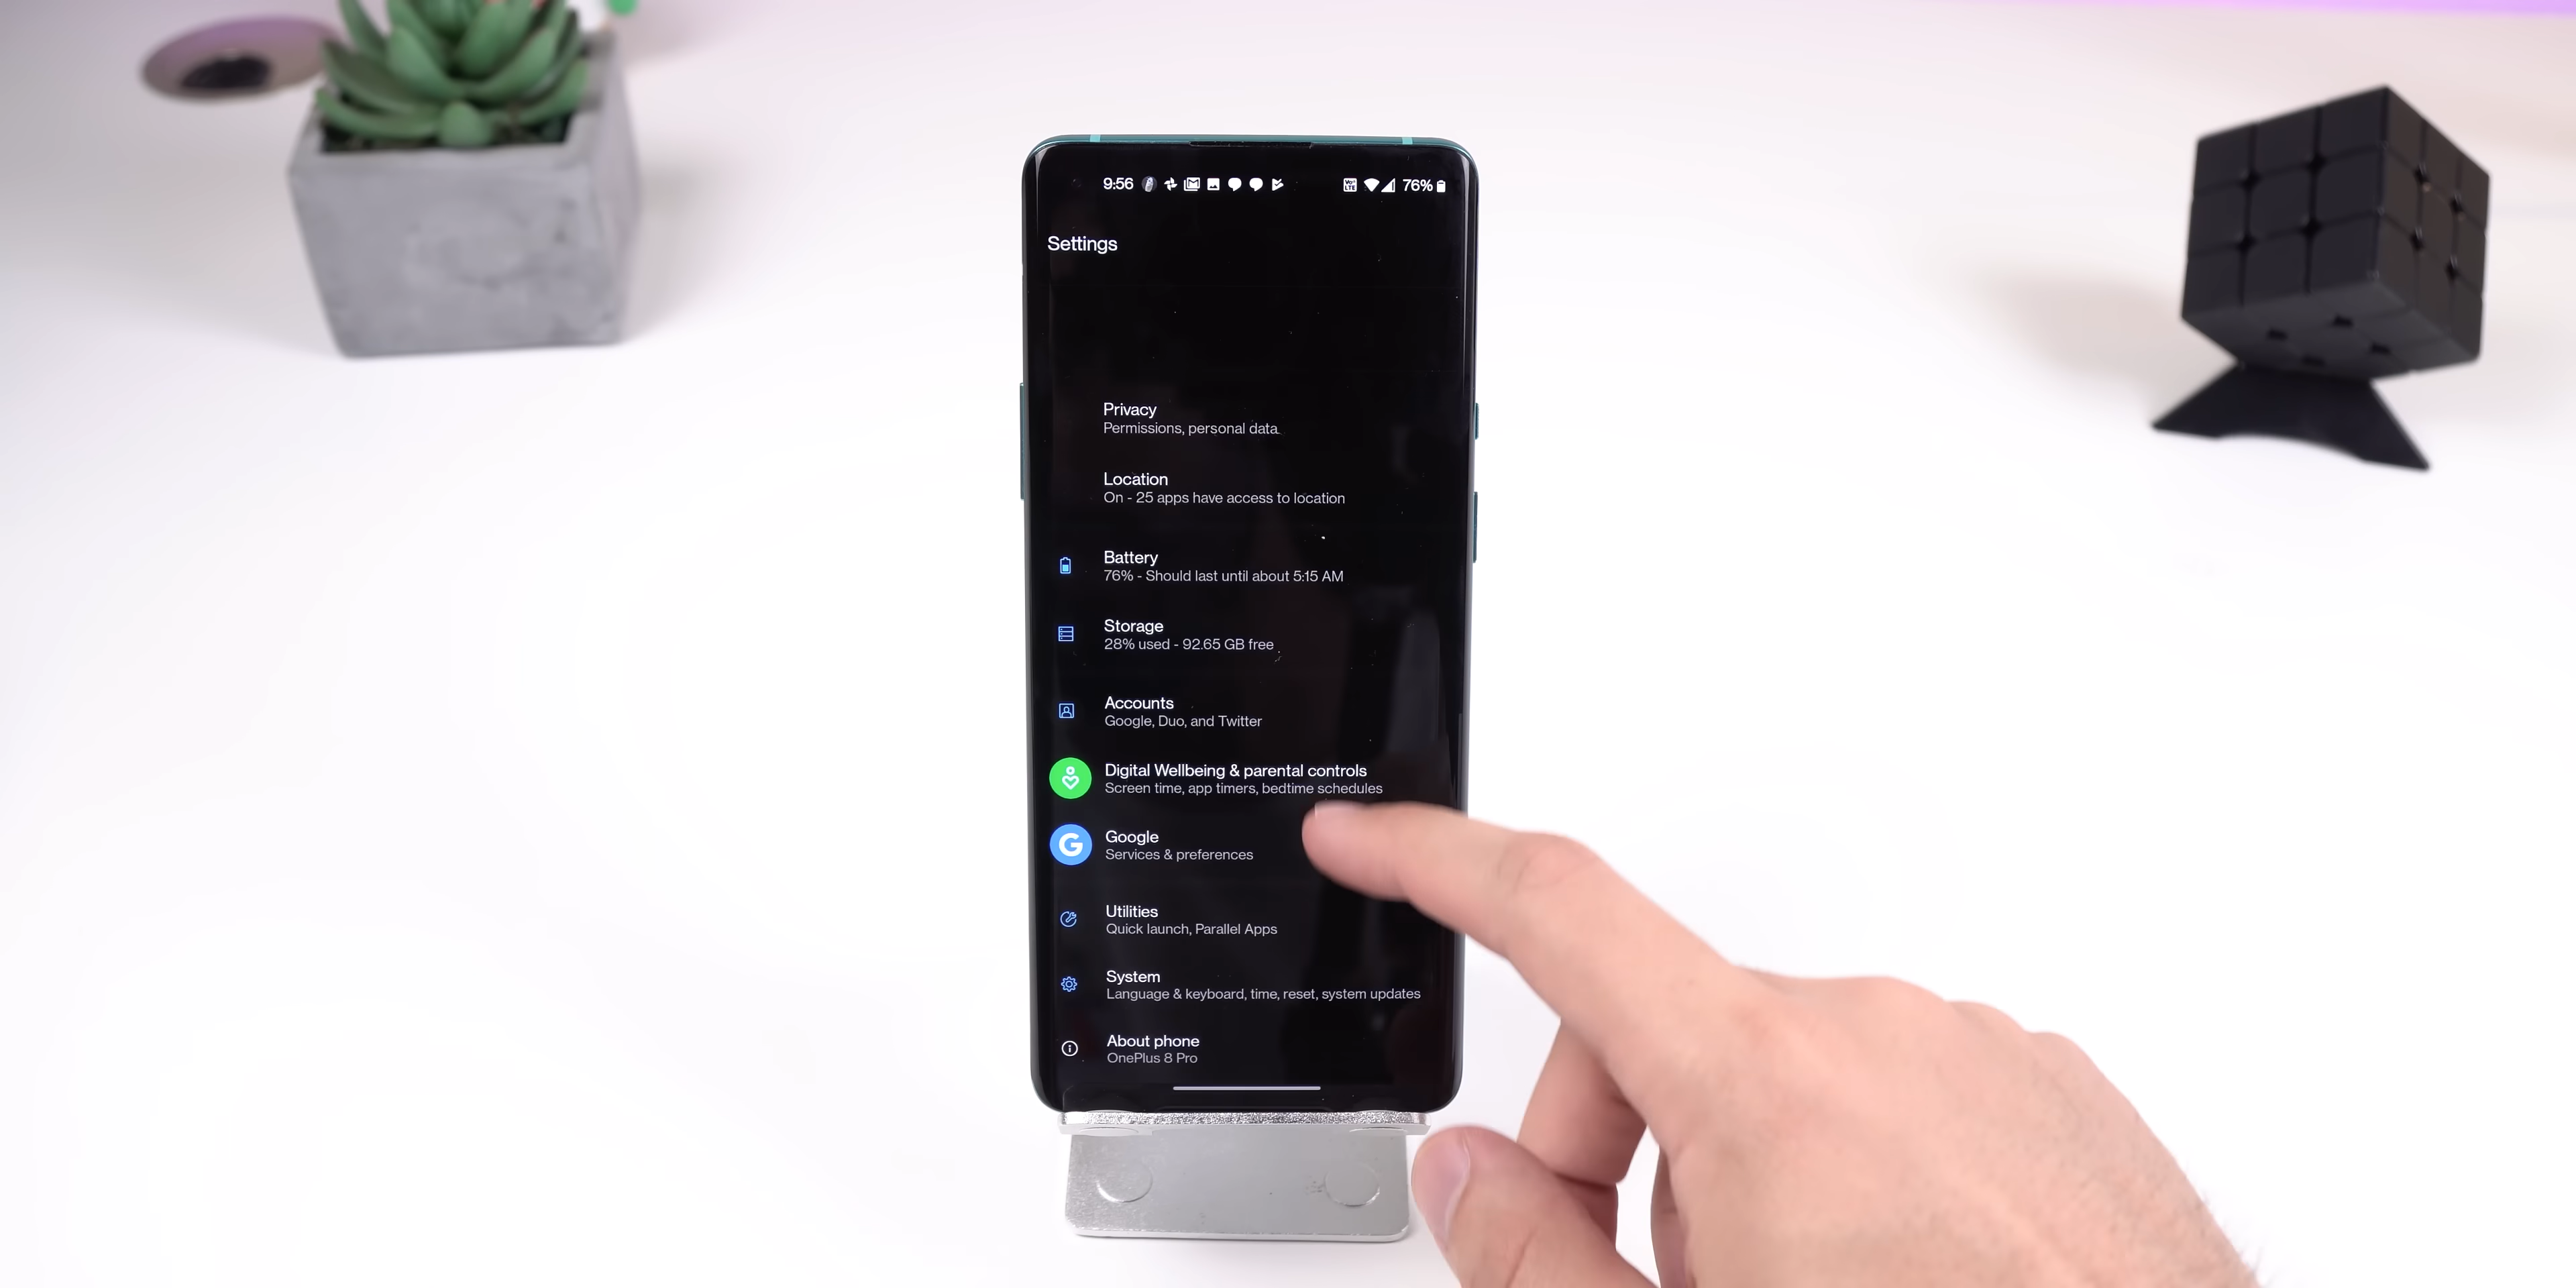 9:56 76%
Settings
Privacy
Permissions, personal data
Location
On - 25 apps have access to location
Battery
76% - Should last until about 5:15 AM
Storage
28% used - 92.65 GB free
Accounts
Google, Duo, and Twitter
Digital Wellbeing & parental controls
Screen time, app timers, bedtime schedules
Google
Services & preferences
Utilities
Quick launch, Parallel Apps
System
Language & keyboard, time, reset, system updates
About phone
OnePlus 8 Pro